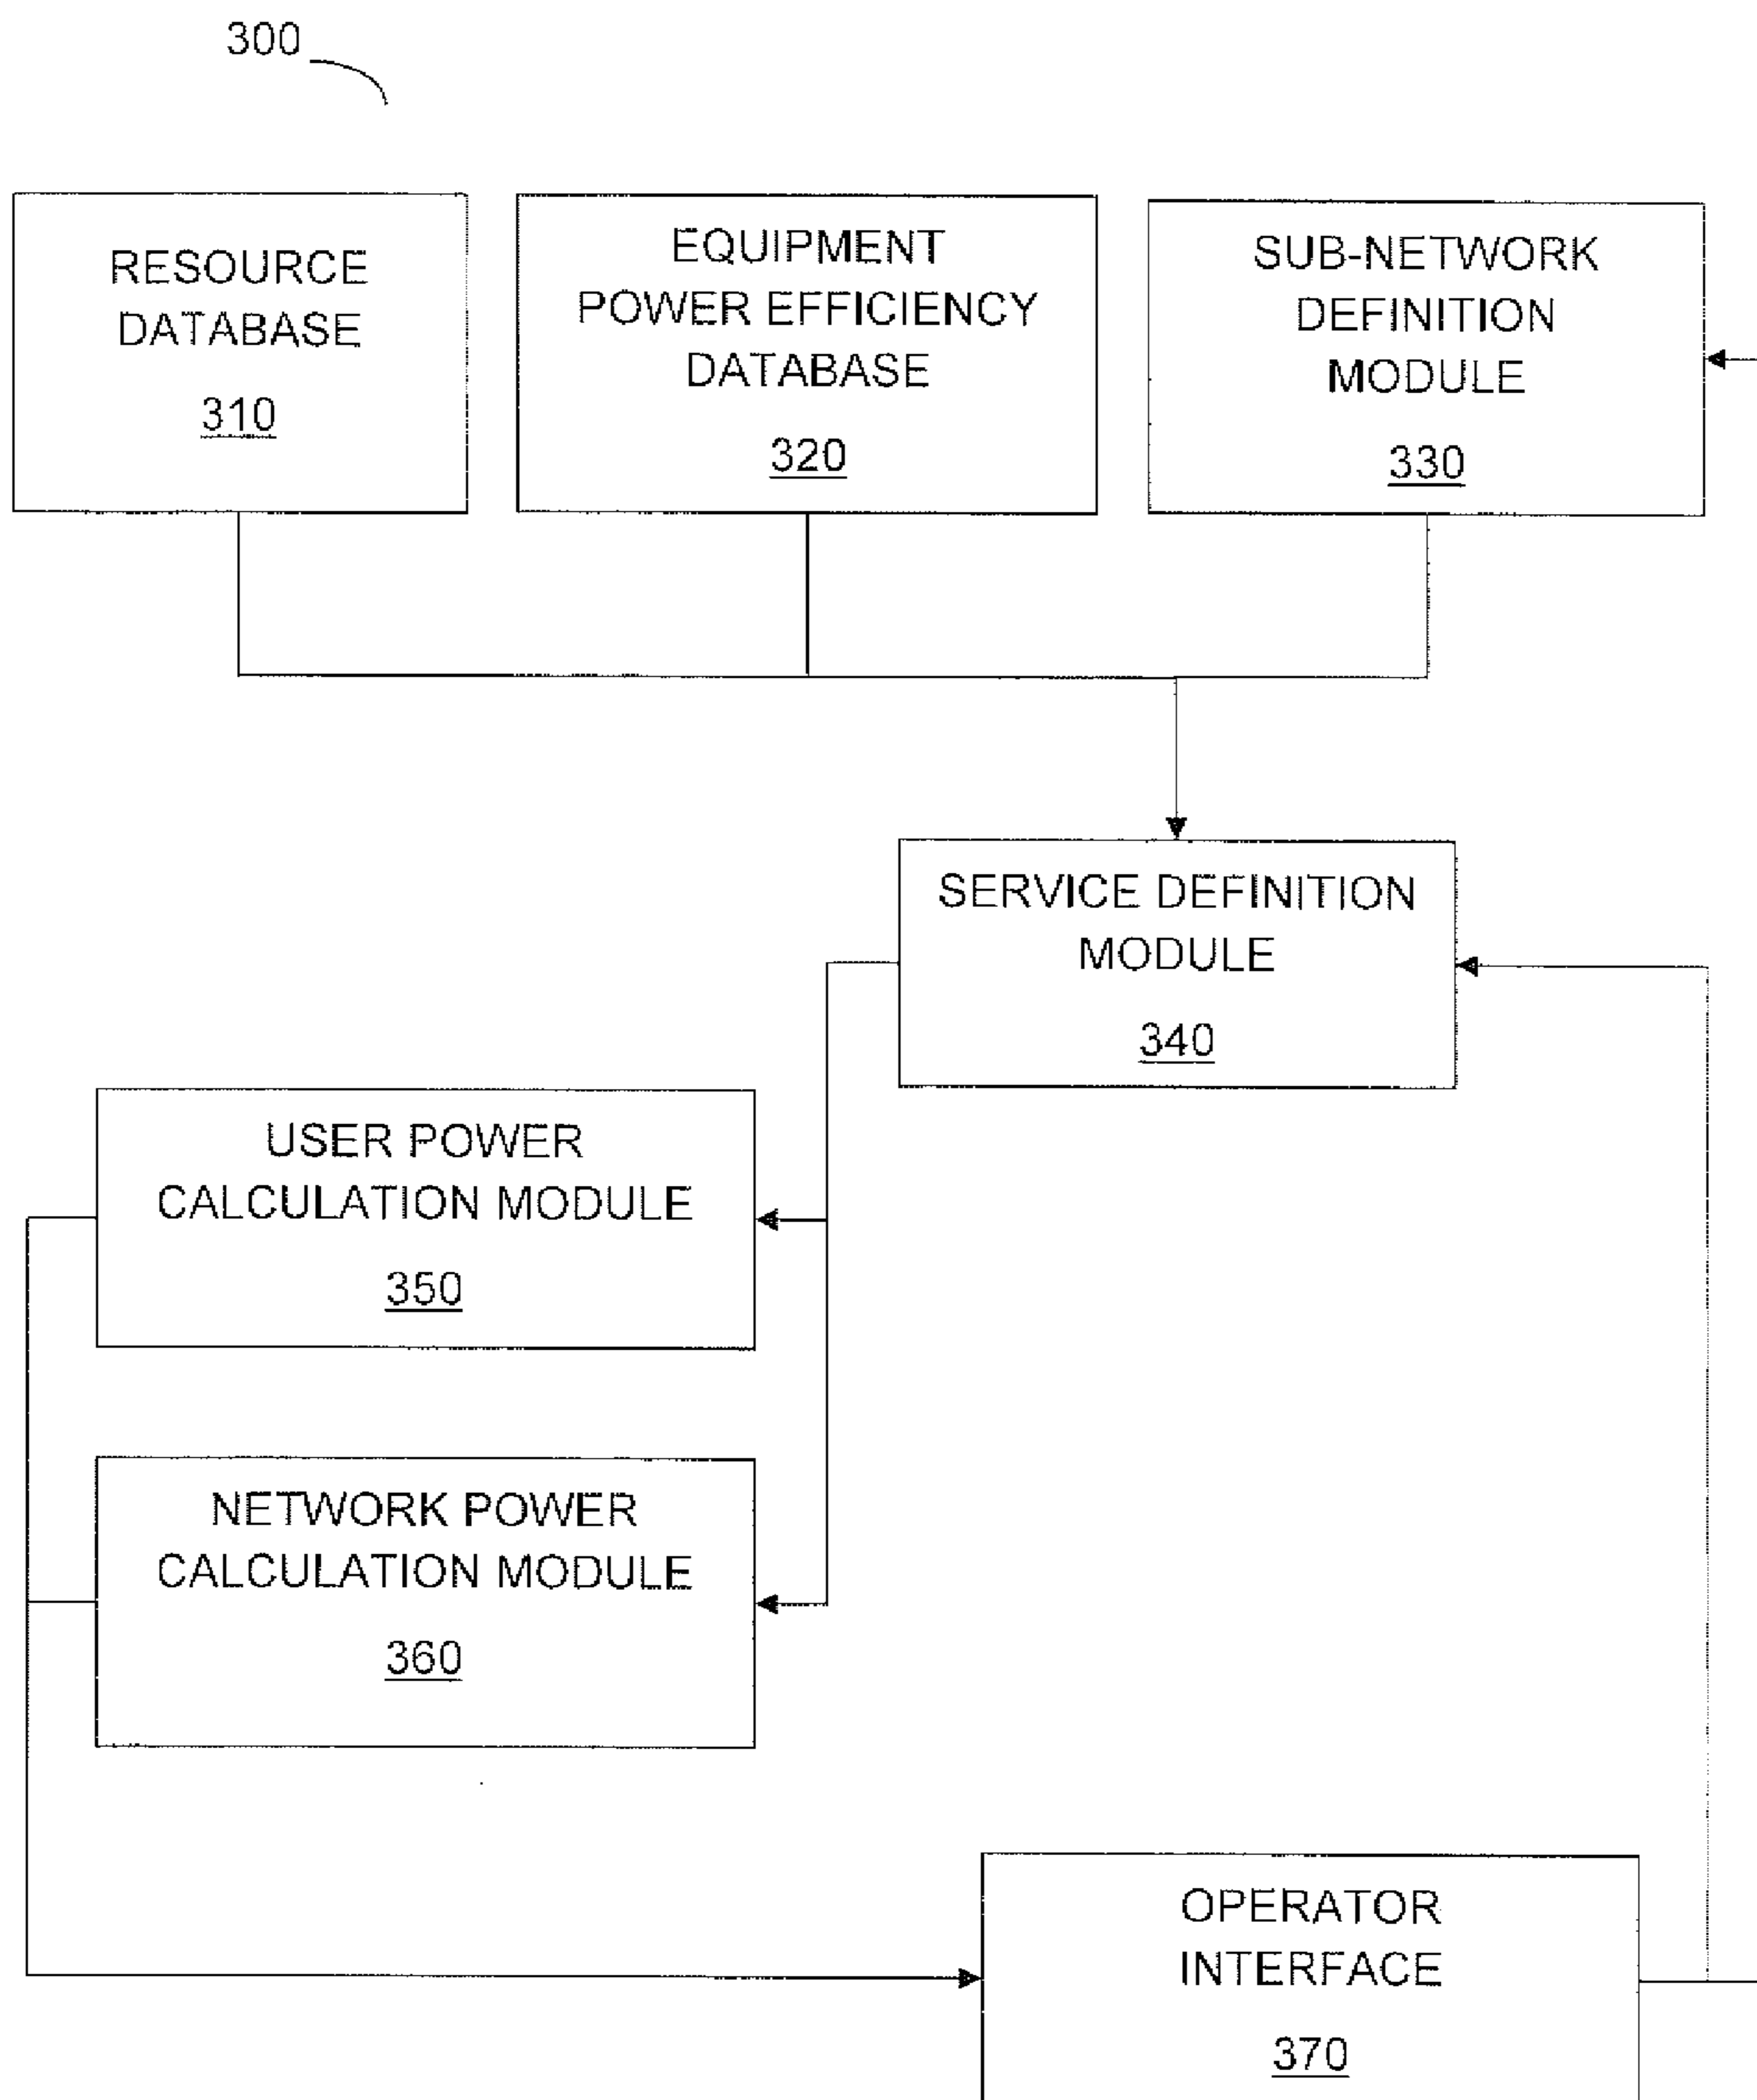 300
RESOURCE
DATABASE
310
EQUIPMENT
POWER EFFICIENCY
DATABASE
320
SUB-NETWORK
DEFINITION
MODULE
330
SERVICE DEFINITION
MODULE
340
USER POWER
CALCULATION MODULE
350
NETWORK POWER
CALCULATION MODULE
360
OPERATOR
INTERFACE
370